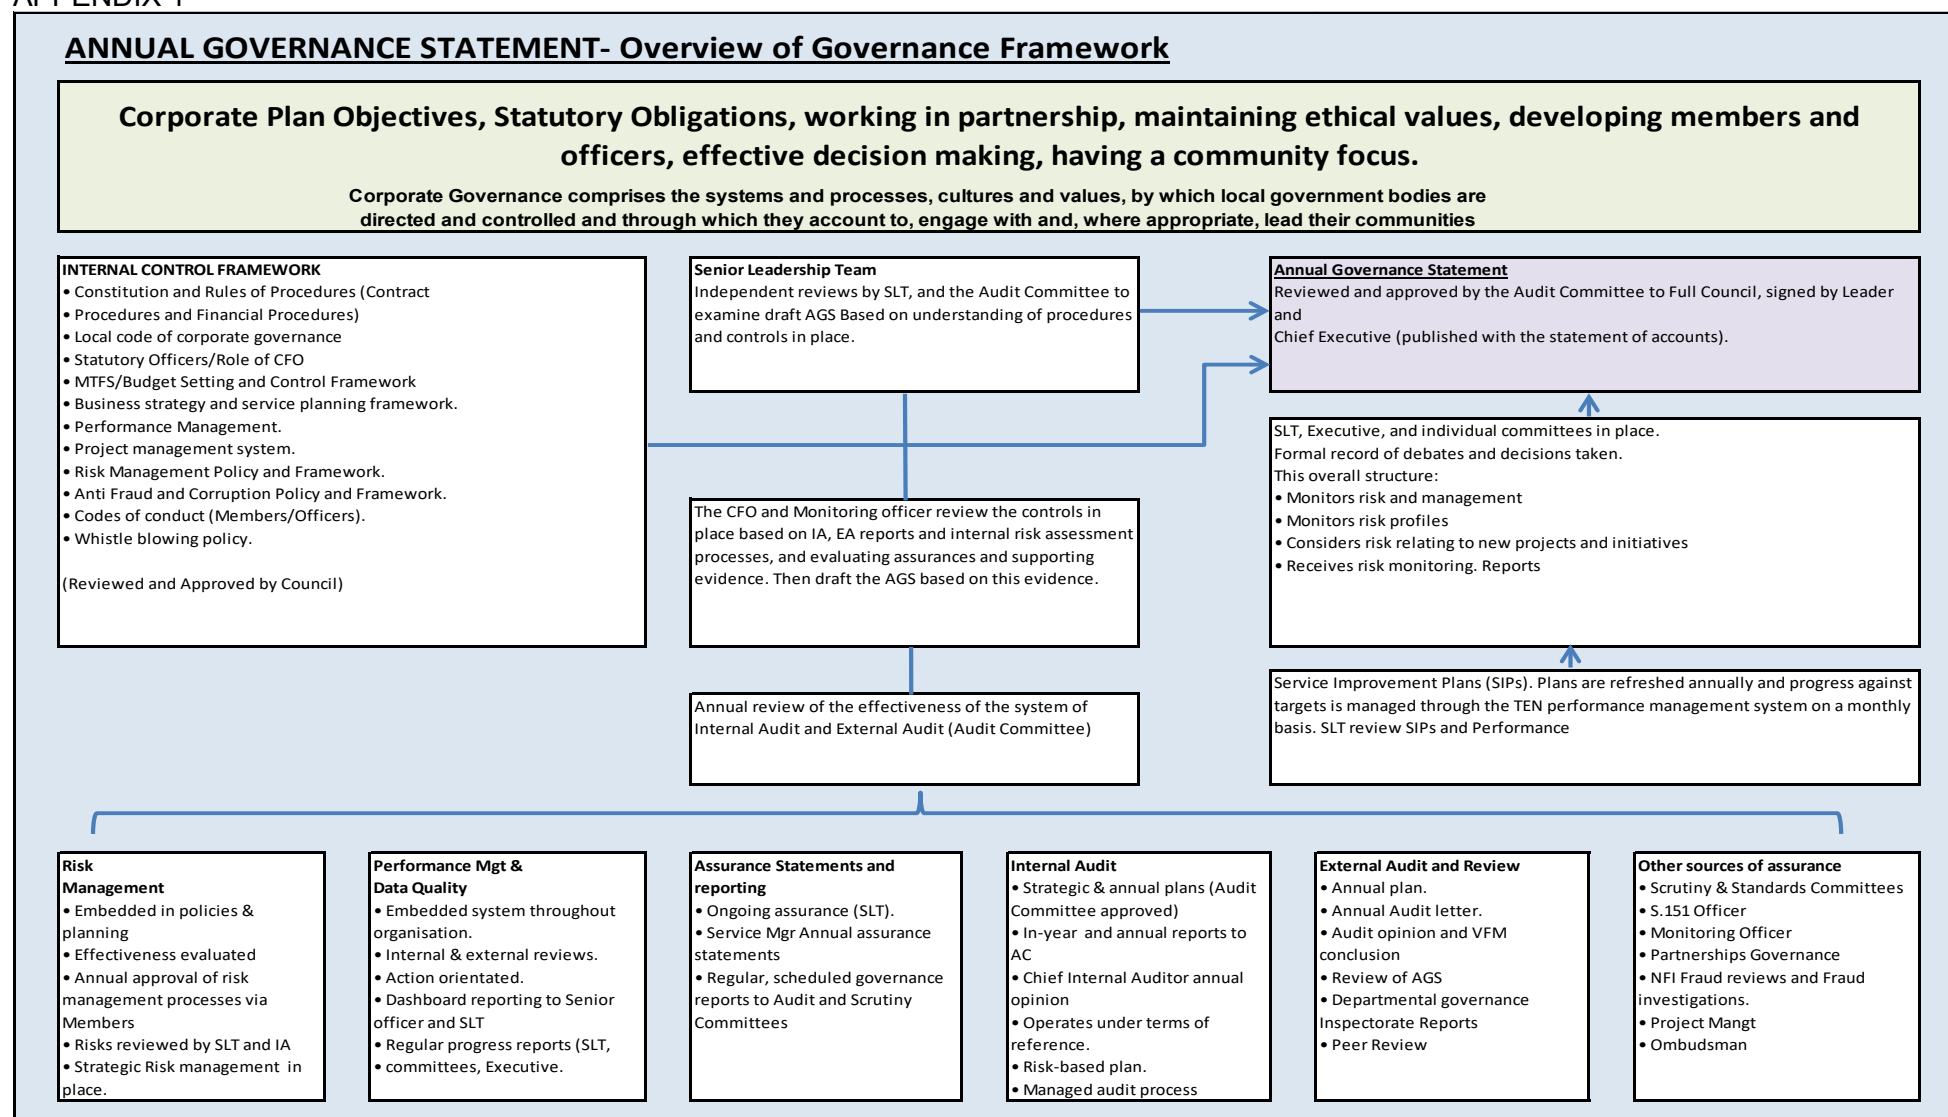 APPENDIX 1
ANNUAL GOVERNANCE STATEMENT- Overview of Governance Framework
Corporate Plan Objectives, Statutory Obligations, working in partnership, maintaining ethical values, developing members and
officers, effective decision making, having a community focus.
Corporate Governance comprises the systems and processes, cultures and values, by which local government bodies are
directed and controlled and through which they account to, engage with and, where appropriate, lead their communities
INTERNAL CONTROL FRAMEWORK
• Constitution and Rules of Procedures (Contract
• Procedures and Financial Procedures)
• Local code of corporate governance
• Statutory Officers/Role of CFO
• MTFS/Budget Setting and Control Framework
• Business strategy and service planning framework.
• Performance Management.
• Project management system.
• Risk Management Policy and Framework.
• Anti Fraud and Corruption Policy and Framework.
• Codes of conduct (Members/Officers).
• Whistle blowing policy.
(Reviewed and Approved by Council)
Senior Leadership Team
Independent reviews by SLT, and the Audit Committee to
examine draft AGS Based on understanding of procedures
and controls in place.
Annual Governance Statement
Reviewed and approved by the Audit Committee to Full Council, signed by Leader
and
Chief Executive (published with the statement of accounts).
The CFO and Monitoring officer review the controls in
place based on IA, EA reports and internal risk assessment
processes, and evaluating assurances and supporting
evidence. Then draft the AGS based on this evidence.
SLT, Executive, and individual committees in place.
Formal record of debates and decisions taken.
This overall structure:
• Monitors risk and management
• Monitors risk profiles
• Considers risk relating to new projects and initiatives
• Receives risk monitoring. Reports
Annual review of the effectiveness of the system of
Internal Audit and External Audit (Audit Committee)
Service Improvement Plans (SIPs). Plans are refreshed annually and progress against
targets is managed through the TEN performance management system on a monthly
basis. SLT review SIPs and Performance
Risk
Management
• Embedded in policies &
planning
• Effectiveness evaluated
• Annual approval of risk
management processes via
Members
• Risks reviewed by SLT and IA
• Strategic Risk management in
place.
Performance Mgt &
Data Quality
• Embedded system throughout
organisation.
• Internal & external reviews.
• Action orientated.
• Dashboard reporting to Senior
officer and SLT
• Regular progress reports (SLT,
• committees, Executive.
Assurance Statements and
reporting
• Ongoing assurance (SLT).
• Service Mgr Annual assurance
statements
• Regular, scheduled governance
reports to Audit and Scrutiny
Committees
Internal Audit
• Strategic & annual plans (Audit
Committee approved)
• In-year and annual reports to
AC
• Chief Internal Auditor annual
opinion
• Operates under terms of
reference.
• Risk-based plan.
• Managed audit process
External Audit and Review
• Annual plan.
• Annual Audit letter.
• Audit opinion and VFM
conclusion
• Review of AGS
• Departmental governance
Inspectorate Reports
• Peer Review
Other sources of assurance
• Scrutiny & Standards Committees
• S.151 Officer
• Monitoring Officer
• Partnerships Governance
• NFI Fraud reviews and Fraud
investigations.
• Project Mangt
• Ombudsman